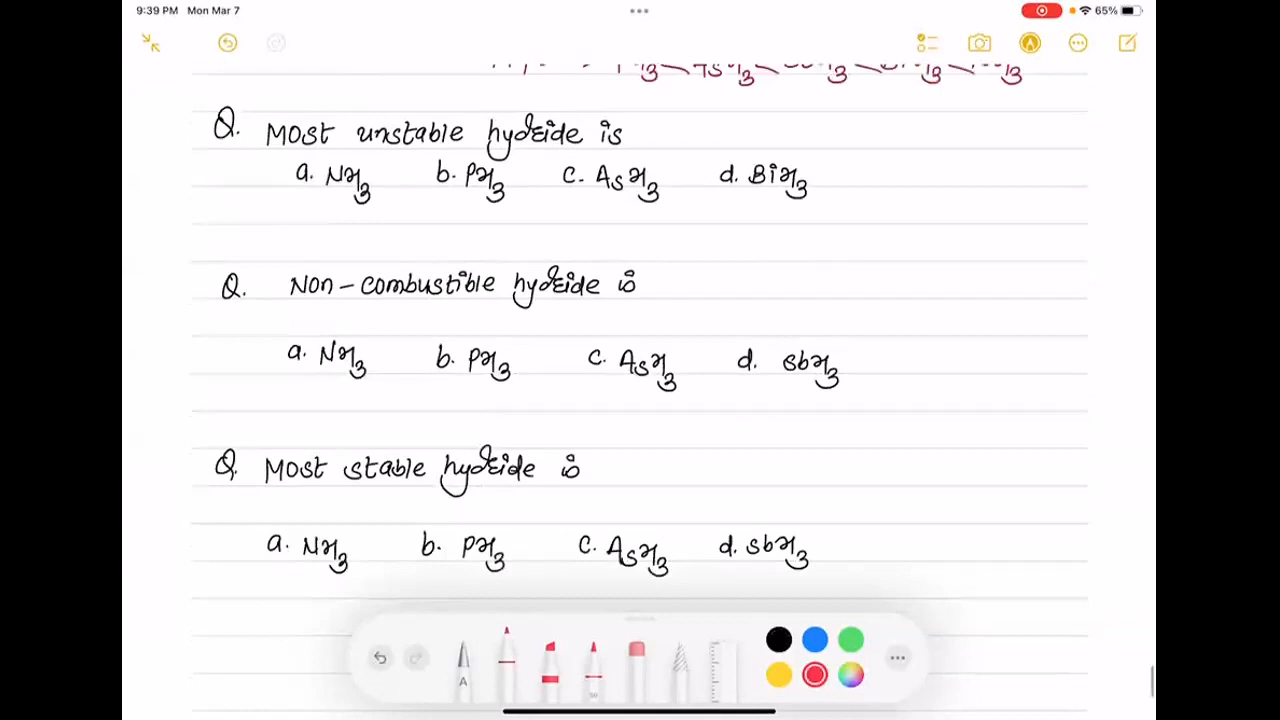 9:39 PM Mon Mar 7
65%
Q. Most unstable hydride is
a. NH3 b. PH3 c. AsH3 d. BiH3
Q. Non-combustible hydride is
a. NH3 b. PH3 c. AsH3 d. SbH3
Q. Most stable hydride is
a. NH3 b. PH3 c. AsH3 d. SbH3
A
50